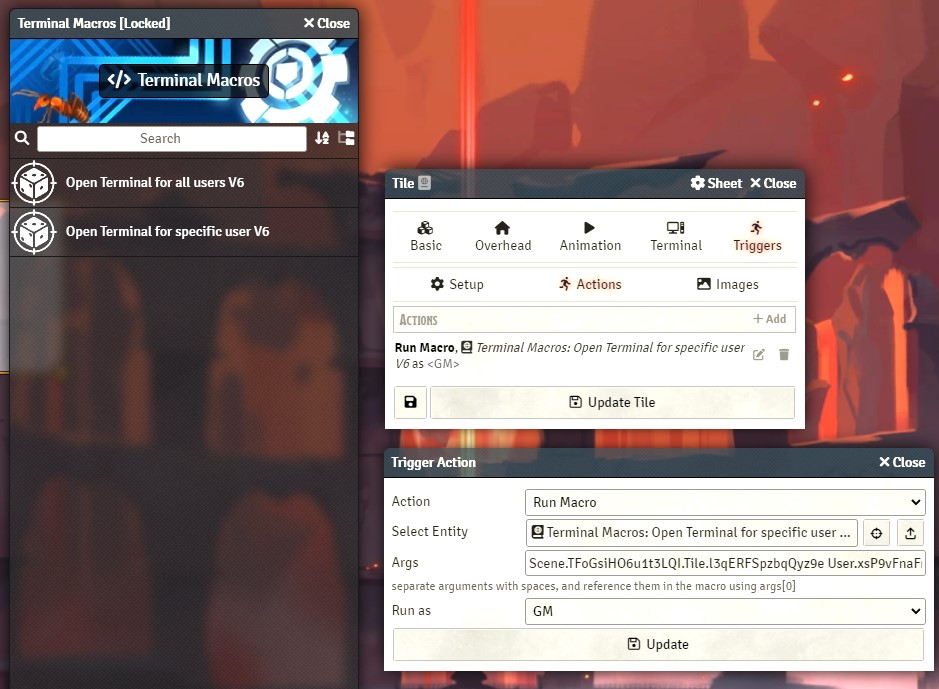 Terminal Macros [Locked]
Close
</> Terminal Macros
Search
Open Terminal for all users V6
Open Terminal for specific user V6
Tile
Sheet Close
Basic Overhead Animation Terminal Triggers
Setup Actions Images
Actions
+ Add
Run Macro, Terminal Macros: Open Terminal for specific user
V6 as <GM>
Update Tile
Trigger Action
Close
Action
Run Macro
Select Entity
Terminal Macros: Open Terminal for specific user ...
Args
Scene.TFoGsiHO6u1t3LQI.Tile.l3qERFSpzbqQyz9e User.xsP9vFnaF
separate arguments with spaces, and reference them in the macro using args[0]
Run as
GM
Update